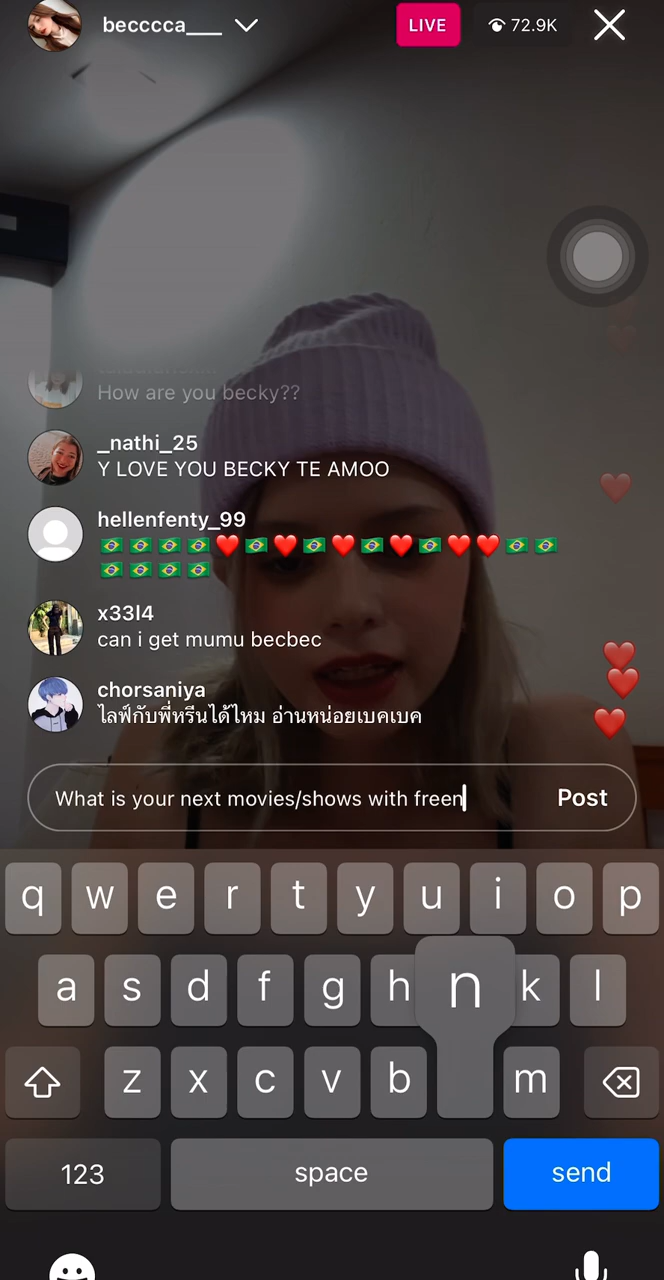 becccca___
LIVE
72.9K
How are you becky??
_nathi_25
Y LOVE YOU BECKY TE AMOO
hellenfenty_99
🇧🇷🇧🇷🇧🇷🇧🇷❤️🇧🇷❤️🇧🇷❤️🇧🇷❤️🇧🇷❤️❤️🇧🇷🇧🇷
🇧🇷🇧🇷🇧🇷🇧🇷
x33l4
can i get mumu becbec
chorsaniya
ไลฟ์กับพี่หรีนได้ไหม อ่านหน่อยเบคเบค
What is your next movies/shows with freen
Post
q w e r t y u i o p
a s d f g h n k l
z x c v b m
123 space send